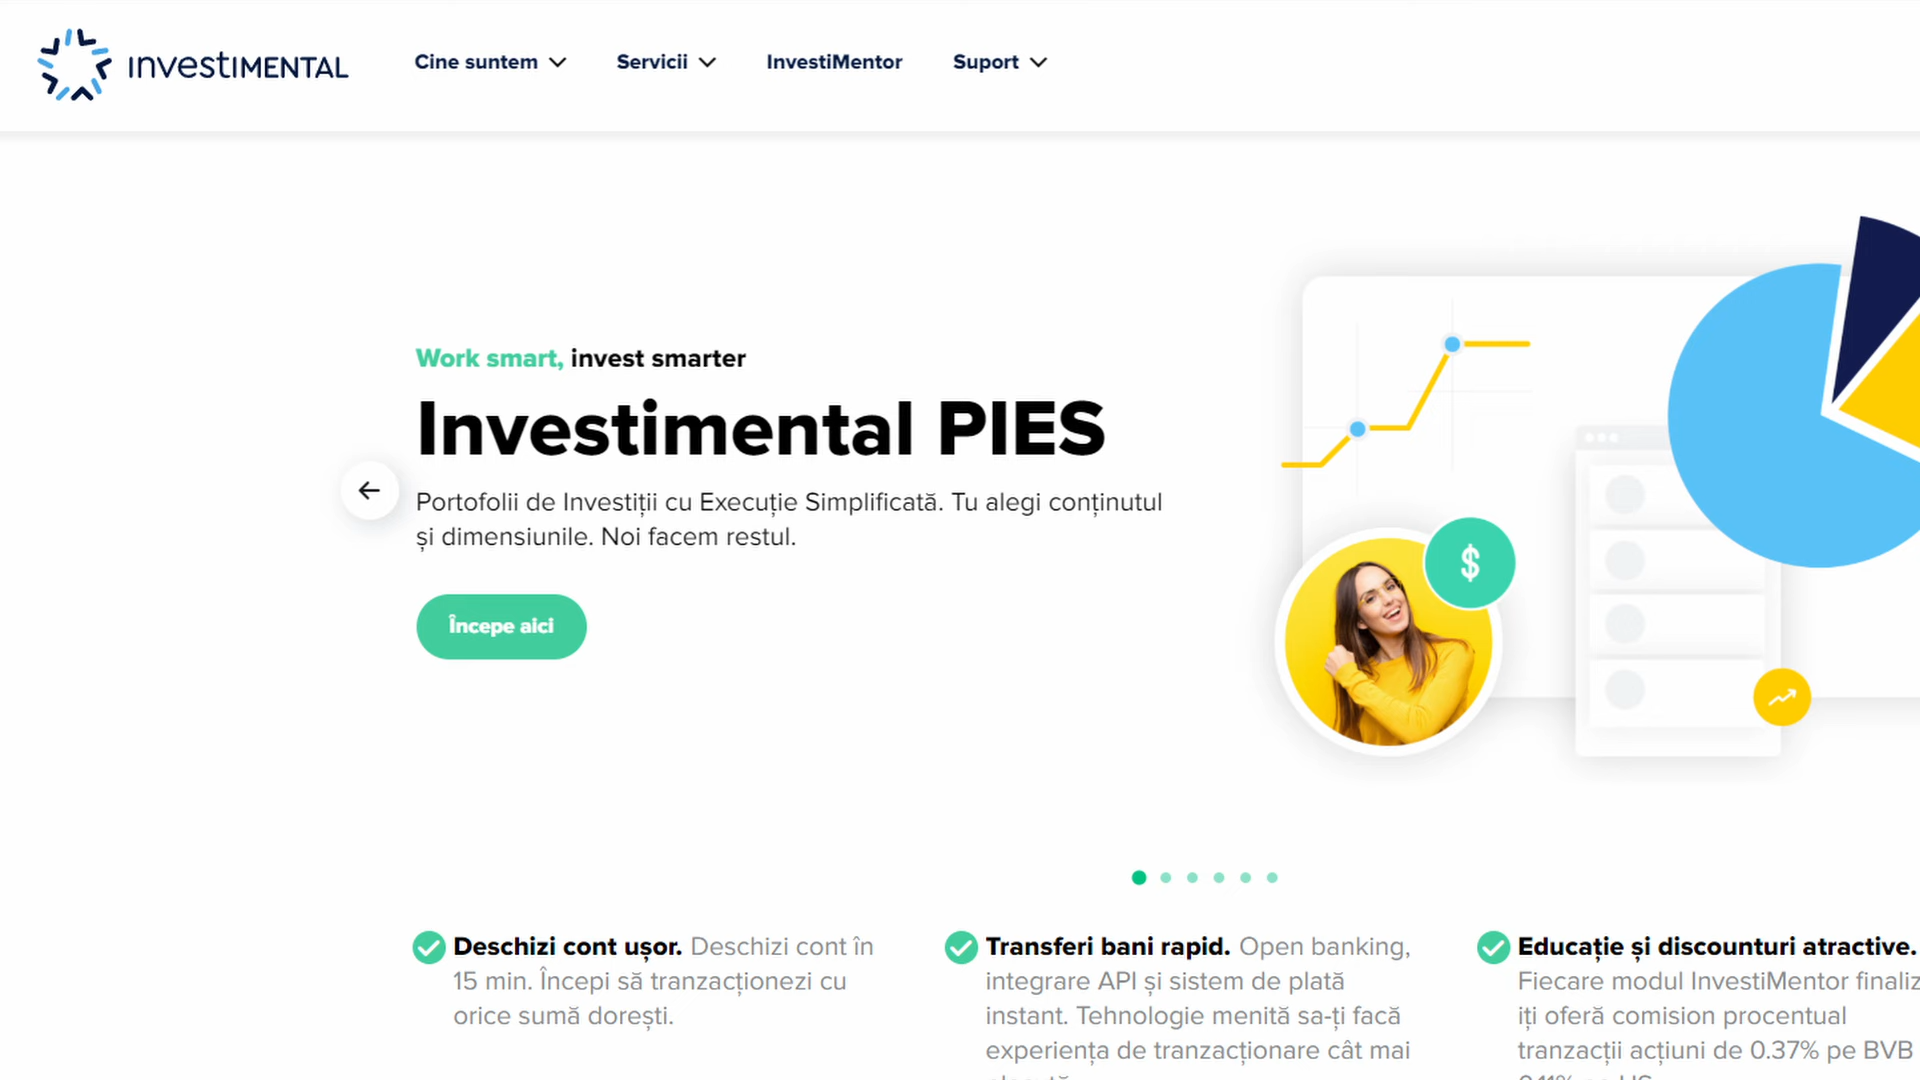 InvestIMENTAL
Cine suntem
Servicii
InvestiMentor
Suport
Work smart, invest smarter
Investimental PIES
Portofolii de Investiții cu Execuție Simplificată. Tu alegi conținutul
și dimensiunile. Noi facem restul.
$
Începe aici
Deschizi cont ușor. Deschizi cont în
15 min. Începi să tranzacționezi cu
orice sumă dorești.
Transferi bani rapid. Open banking,
integrare API și sistem de plată
instant. Tehnologie menită sa-ți facă
experiența de tranzacționare cât mai
Educație și discounturi atractive.
Fiecare modul InvestiMentor finaliz
iți oferă comision procentual
tranzacții acțiuni de 0.37% pe BVB